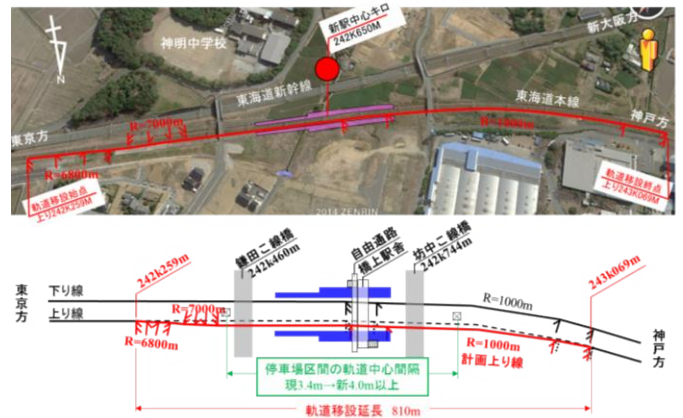 新駅中心キロ
242K650M
新大阪方
神明中学校
N
東海道新幹線
東海道本線
神戸方
東京方
R=7000m
R=1000m
R=6800m
軌道移設始点
上り242K259M
軌道移設終点
上り243K069M
2014 ZENRIN
鎌田こ線橋
242k460m
自由通路
橋上駅舎
坊中こ線橋
242k744m
242k259m
243k069m
東京方
下り線
上り線
R=7000m
R=6800m
R=1000m
R=1000m
計画上り線
神戸方
停車場区間の軌道中心間隔
現3.4m→新4.0m以上
軌道移設延長 810m